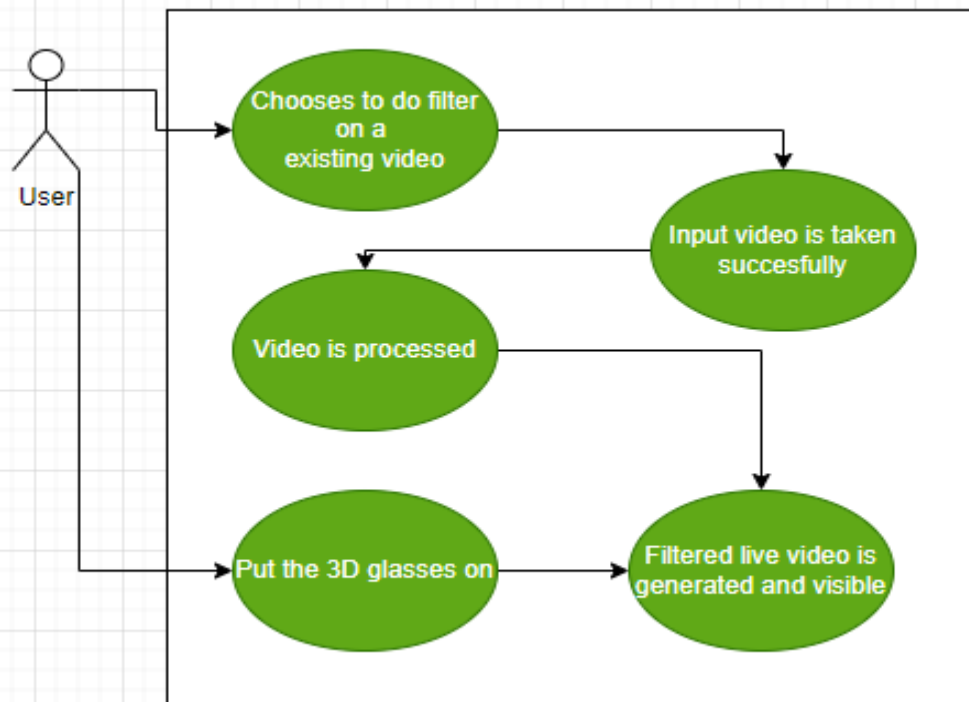 Chooses to do filter
on a
existing video
User
Input video is taken
succesfully
Video is processed
Put the 3D glasses on
Filtered live video is
generated and visible